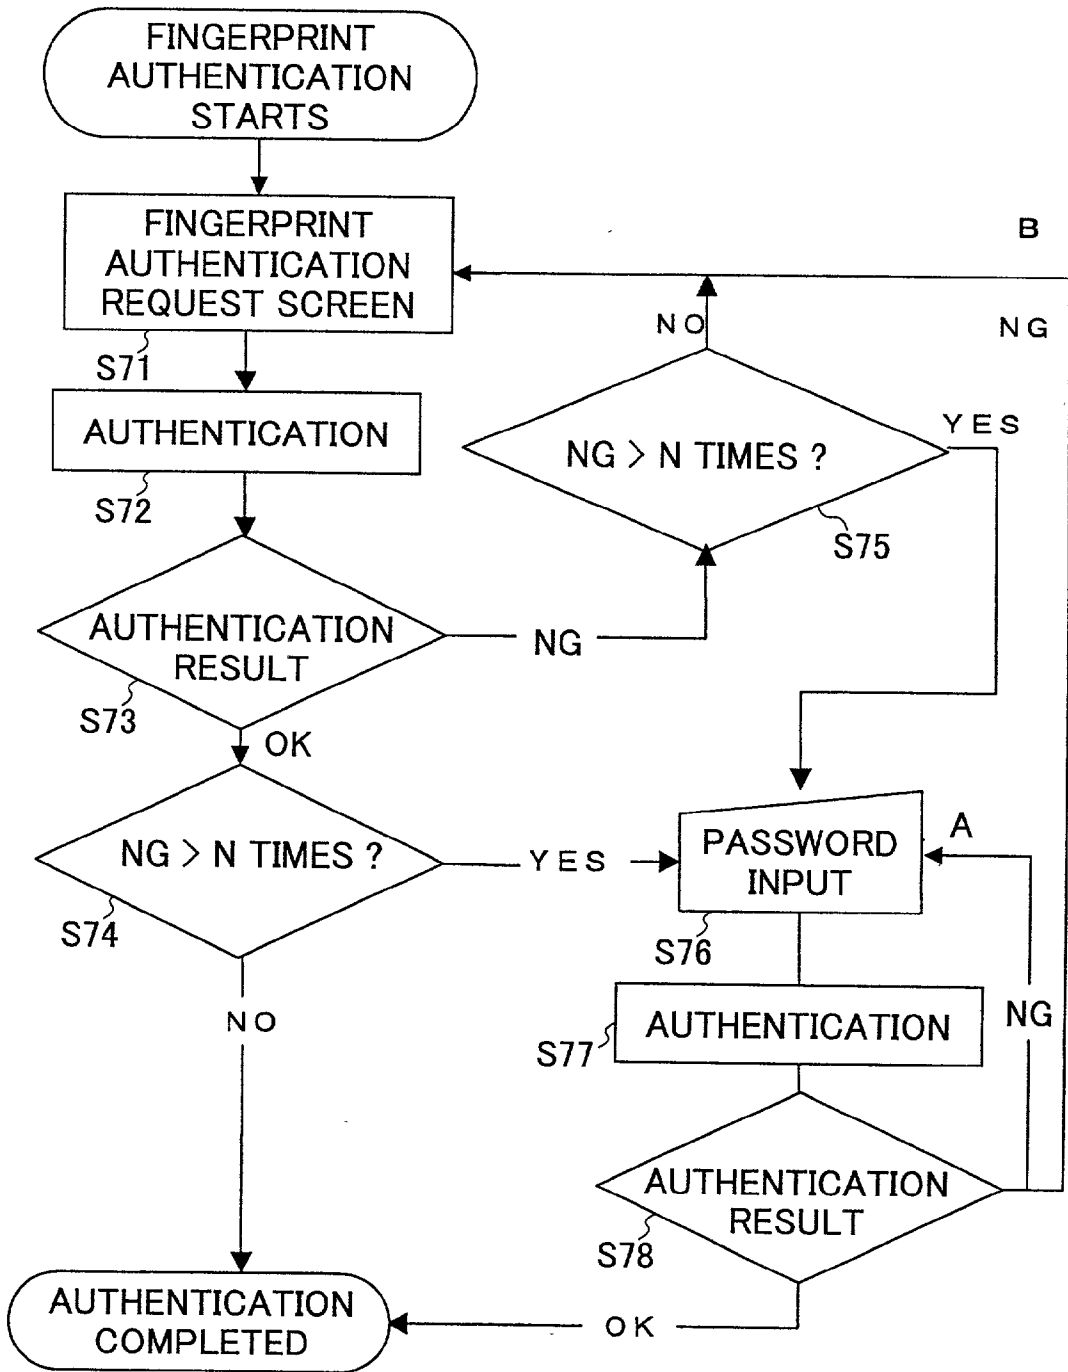 FINGERPRINT
AUTHENTICATION
STARTS
FINGERPRINT
AUTHENTICATION
REQUEST SCREEN
S71
B
NO
NG
AUTHENTICATION
S72
NG > N TIMES ?
YES
S75
AUTHENTICATION
RESULT
S73
NG
OK
NG > N TIMES ?
S74
YES
PASSWORD
INPUT
A
S76
NO
AUTHENTICATION
S77
NG
AUTHENTICATION
RESULT
S78
AUTHENTICATION
COMPLETED
OK